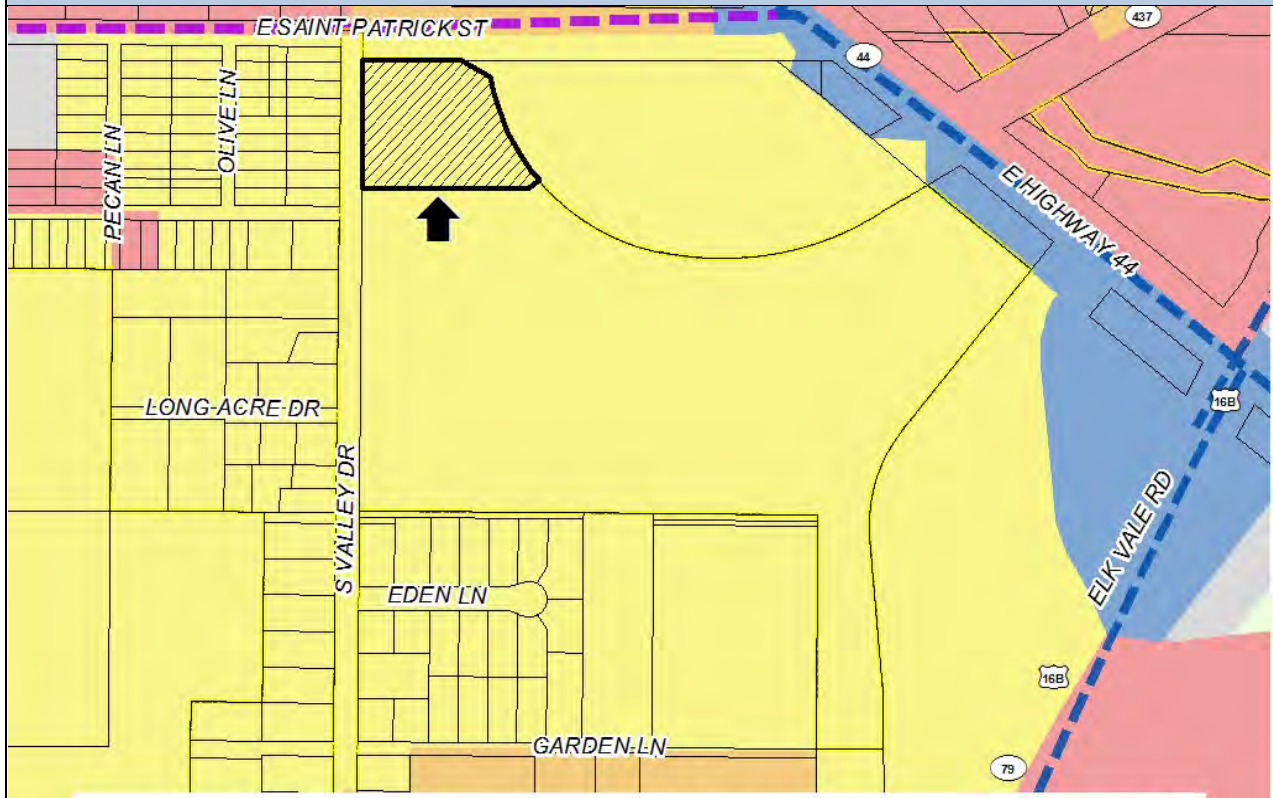 E SAINT PATRICK ST
437
44
OLIVE LN
PECAN LN
E HIGHWAY 44
LONG ACRE DR
16B
S VALLEY DR
ELK VALE RD
EDEN LN
16B
GARDEN LN
79